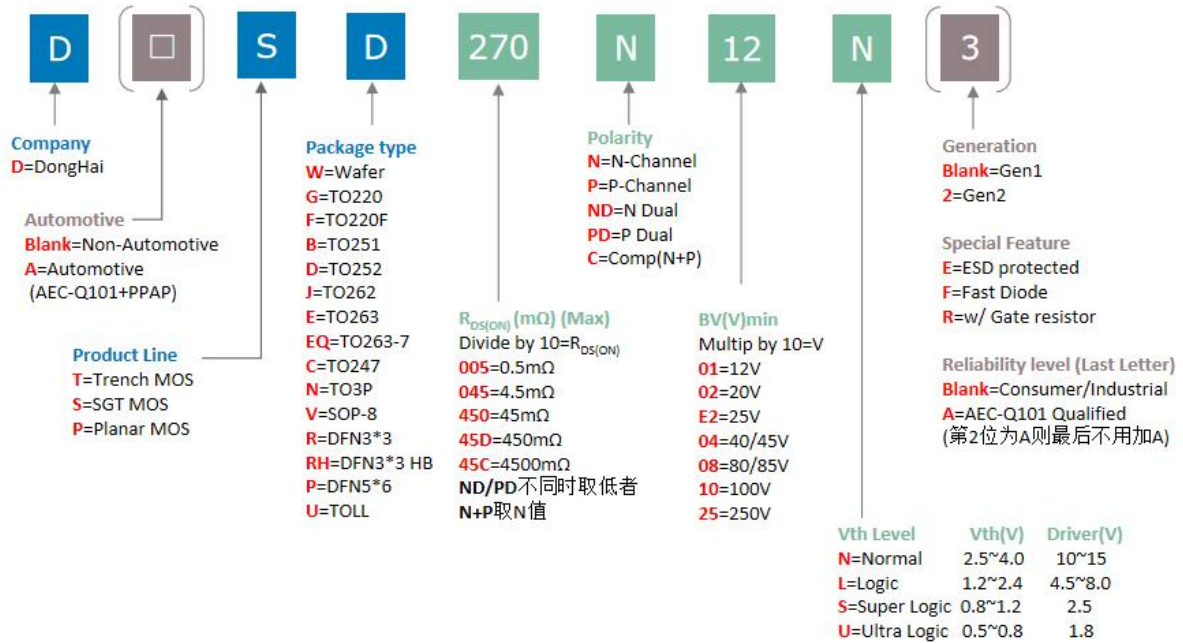 D
□
S
D
270
N
12
N
3
Company
D=DongHai
Automotive
Blank=Non-Automotive
A=Automotive
(AEC-Q101+PPAP)
Product Line
T=Trench MOS
S=SGT MOS
P=Planar MOS
Package type
W=Wafer
G=TO220
F=TO220F
B=TO251
D=TO252
J=TO262
E=TO263
EQ=TO263-7
C=TO247
N=TO3P
V=SOP-8
R=DFN3*3
RH=DFN3*3 HB
P=DFN5*6
U=TOLL
RDS(ON) (mΩ) (Max)
Divide by 10=RDS(ON)
005=0.5mΩ
045=4.5mΩ
450=45mΩ
45D=450mΩ
45C=4500mΩ
ND/PD不同时取低者
N+P取N值
Polarity
N=N-Channel
P=P-Channel
ND=N Dual
PD=P Dual
C=Comp(N+P)
BV(V)min
Multip by 10=V
01=12V
02=20V
E2=25V
04=40/45V
08=80/85V
10=100V
25=250V
Vth Level Vth(V) Driver(V)
N=Normal 2.5~4.0 10~15
L=Logic 1.2~2.4 4.5~8.0
S=Super Logic 0.8~1.2 2.5
U=Ultra Logic 0.5~0.8 1.8
Generation
Blank=Gen1
2=Gen2
Special Feature
E=ESD protected
F=Fast Diode
R=w/ Gate resistor
Reliability level (Last Letter)
Blank=Consumer/Industrial
A=AEC-Q101 Qualified
(第2位为A则最后不用加A)